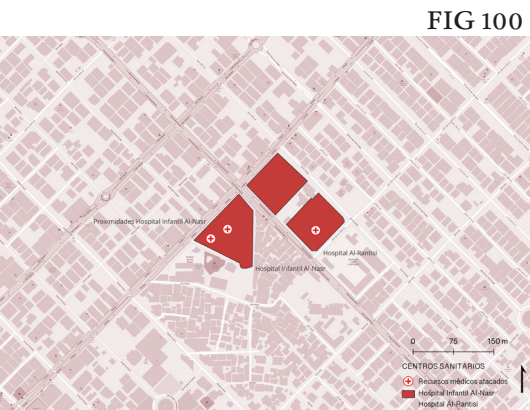 FIG 100
Proximidades Hospital Infantil Al-Nasr
Hospital Al-Rantisi
Hospital Infantil Al-Nasr
0 75 150 m
CENTROS SANITARIOS
Recursos médicos atacados
Hospital Infantil Al-Nasr
Hospital Al-Rantisi